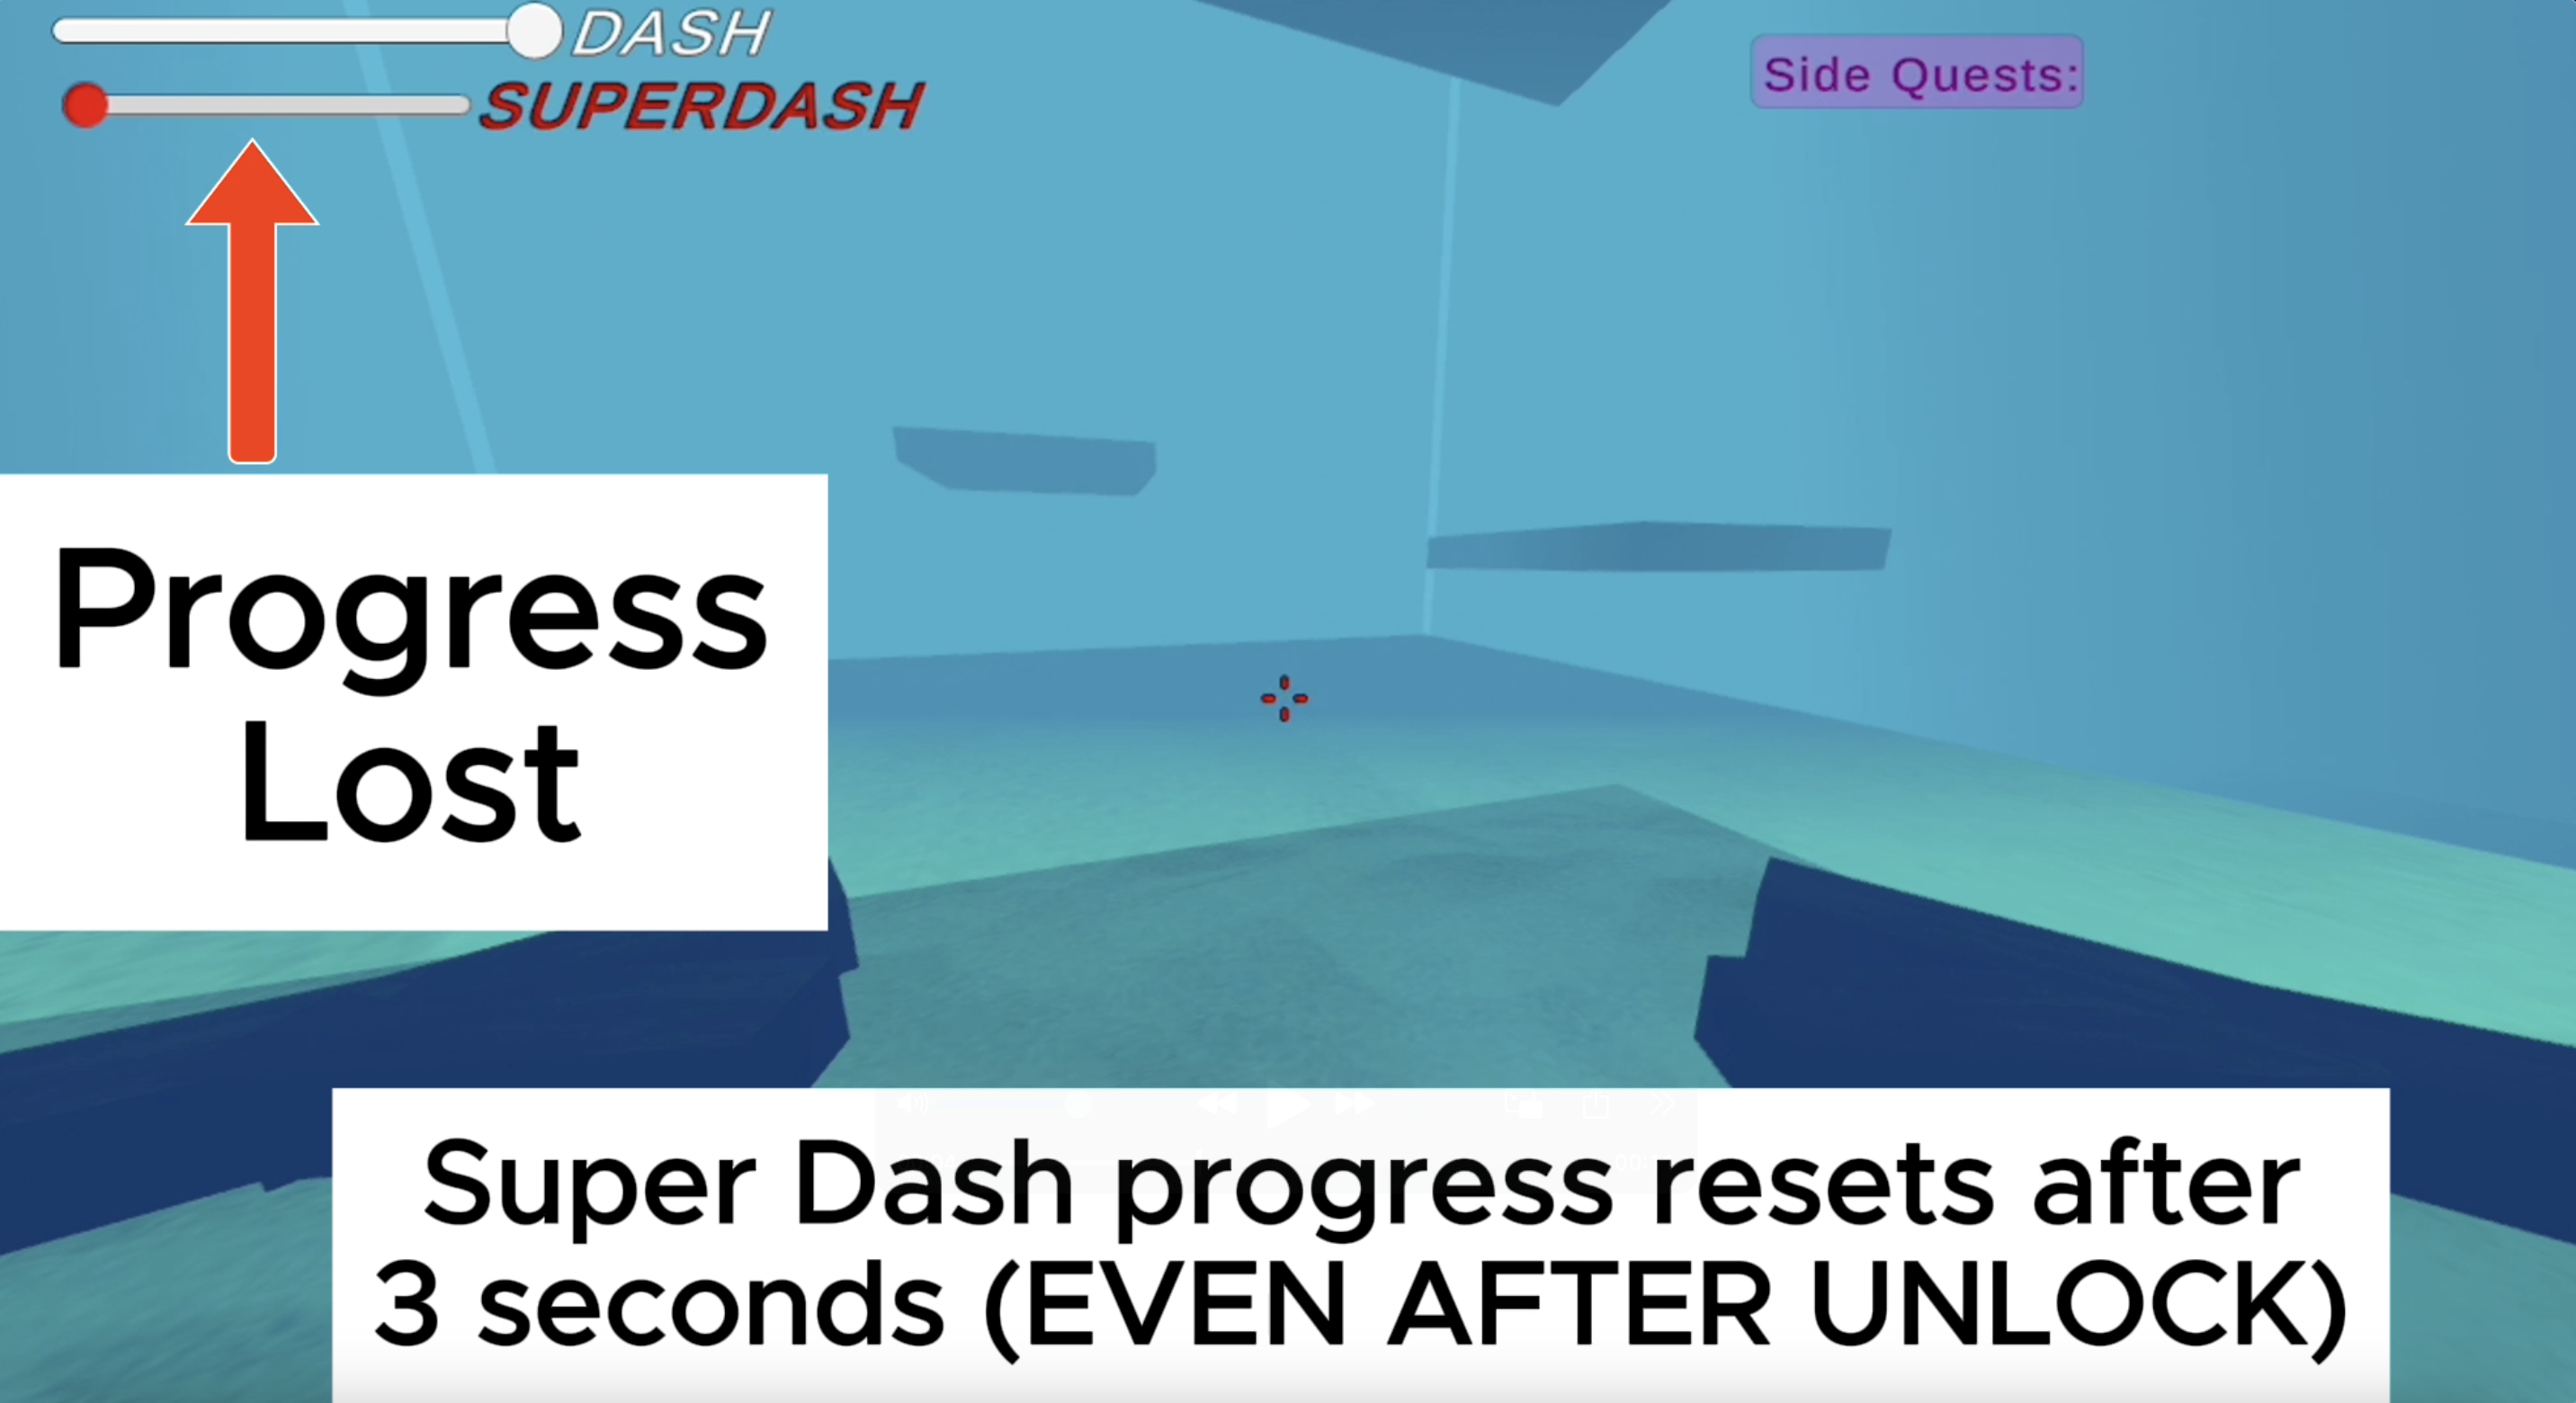 DASH
SUPERDASH
Side Quests:
Progress
Lost
Super Dash progress resets after
3 seconds (EVEN AFTER UNLOCK)